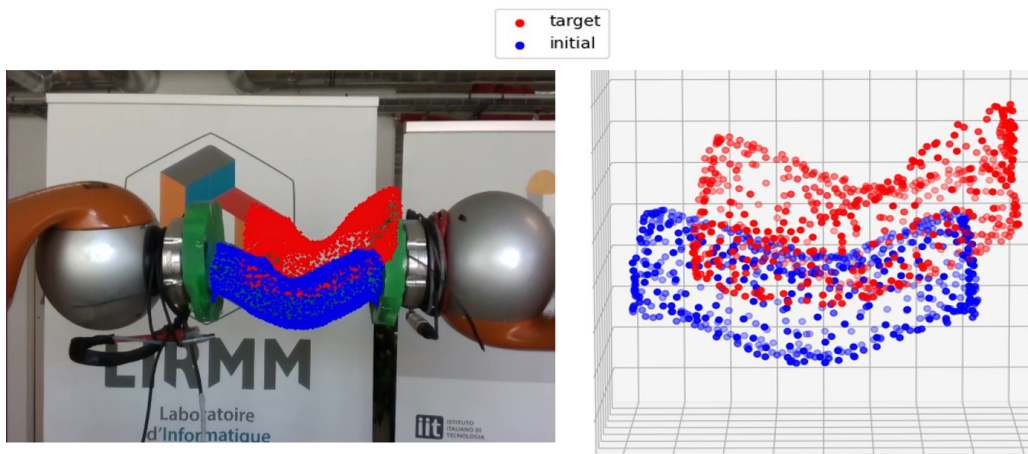 target
initial
LIRMM
Laboratoire
d'Informatique
iit
ISTITUTO
ITALIANO DI
TECNOLOGIA